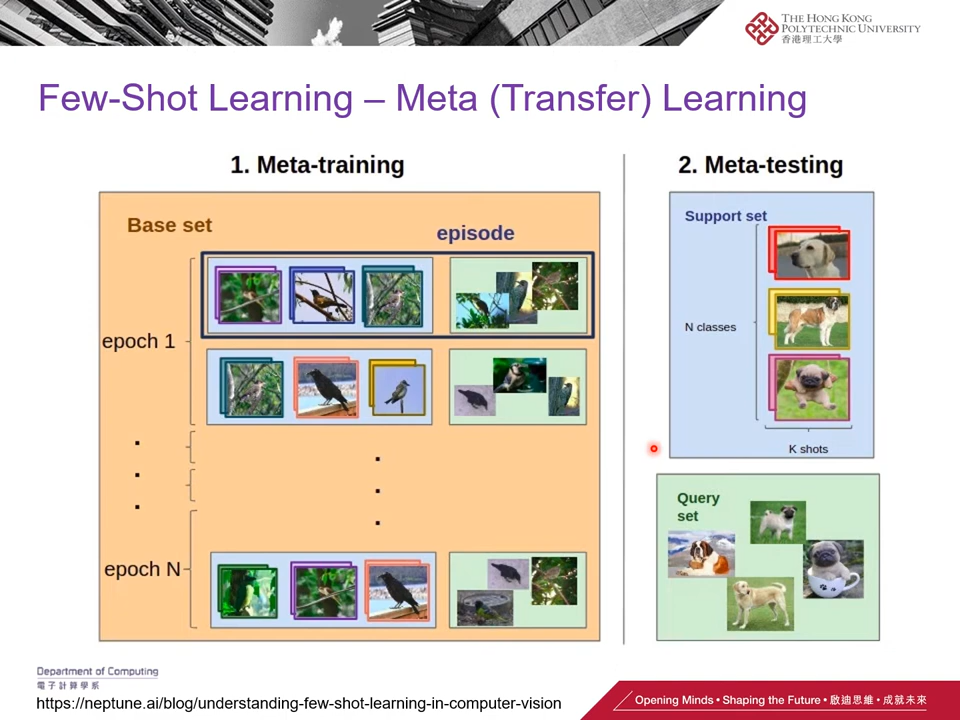 THE HONG KONG
POLYTECHNIC UNIVERSITY
香港理工大學
Few-Shot Learning – Meta (Transfer) Learning
1. Meta-training
2. Meta-testing
Base set
episode
epoch 1
epoch N
Support set
N classes
K shots
Query
set
Department of Computing
電子計算學系
https://neptune.ai/blog/understanding-few-shot-learning-in-computer-vision
Opening Minds • Shaping the Future • 啟迪思維 • 成就未來